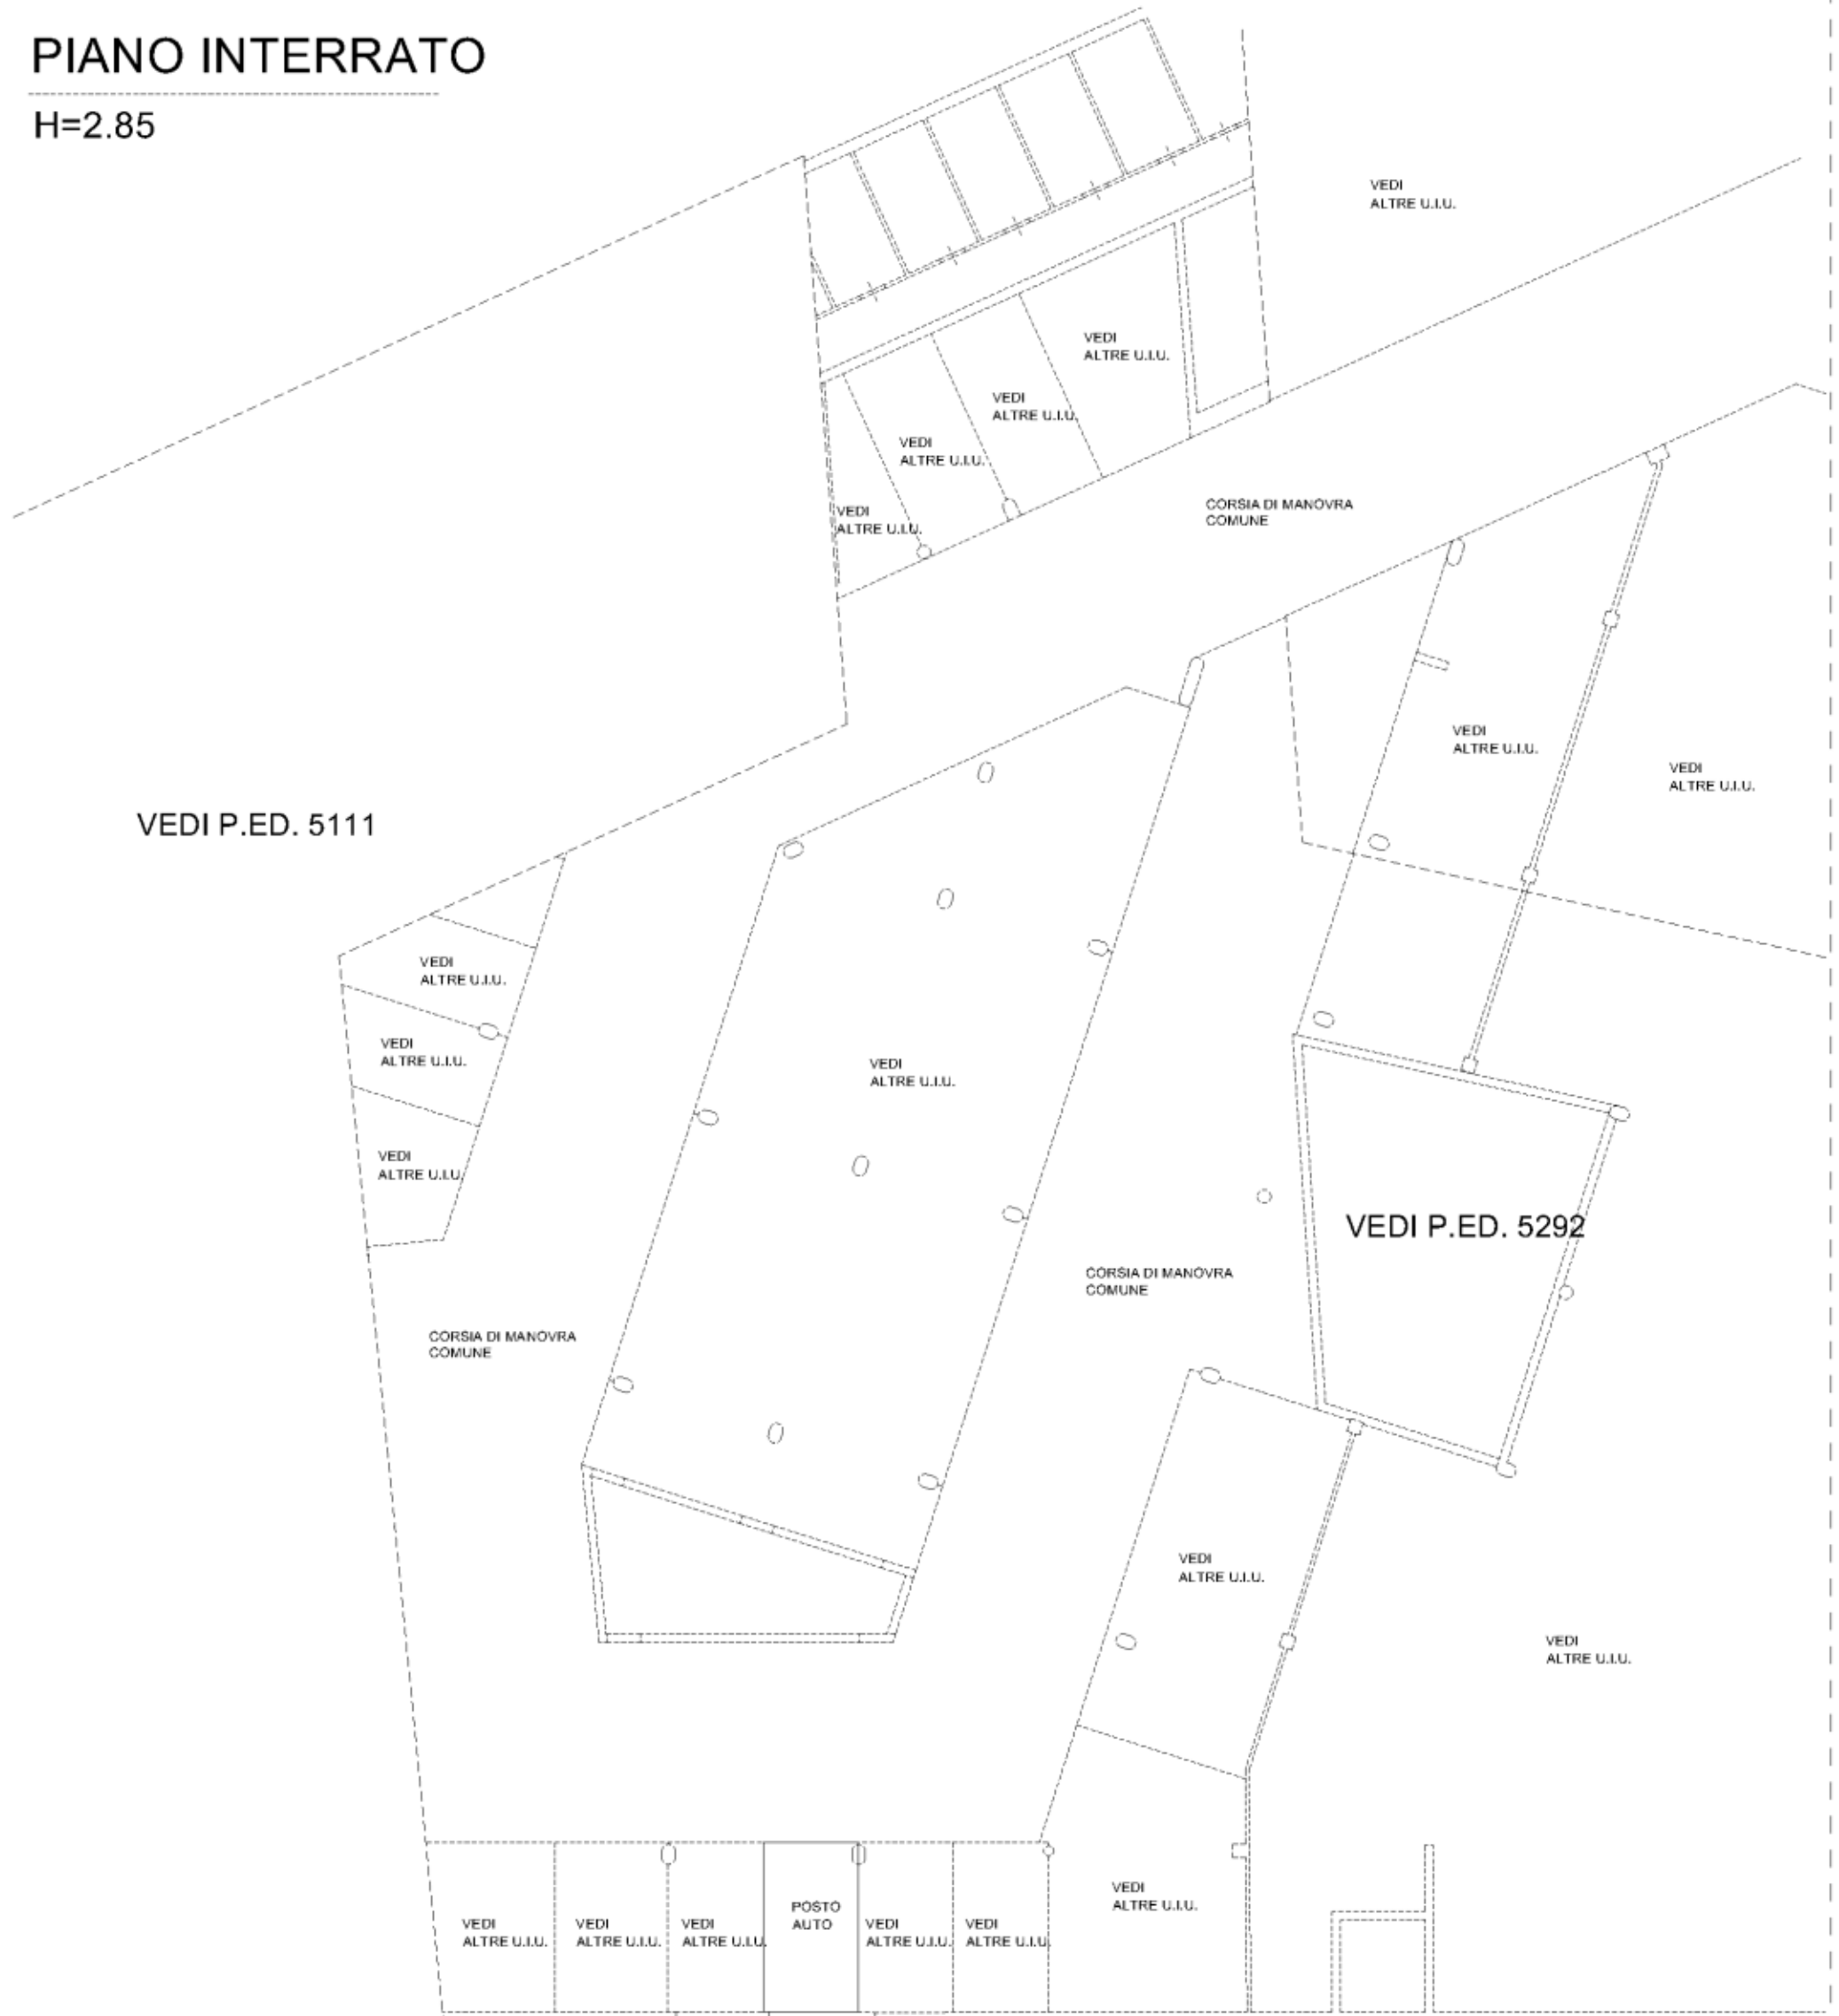 PIANO INTERRATO
H=2.85
VEDI
ALTRE U.I.U.
VEDI
ALTRE U.I.U.
VEDI
ALTRE U.I.U.
VEDI
ALTRE U.I.U.
VEDI
ALTRE U.I.U.
CORSIA DI MANOVRA
COMUNE
VEDI
ALTRE U.I.U.
VEDI
ALTRE U.I.U.
VEDI P.ED. 5111
VEDI
ALTRE U.I.U.
VEDI
ALTRE U.I.U.
VEDI
ALTRE U.I.U.
VEDI
ALTRE U.I.U.
VEDI P.ED. 5292
CORSIA DI MANOVRA
COMUNE
CORSIA DI MANOVRA
COMUNE
VEDI
ALTRE U.I.U.
VEDI
ALTRE U.I.U.
VEDI
ALTRE U.I.U.
POSTO
AUTO
VEDI
ALTRE U.I.U.
VEDI
ALTRE U.I.U.
VEDI
ALTRE U.I.U.
VEDI
ALTRE U.I.U.
VEDI
ALTRE U.I.U.